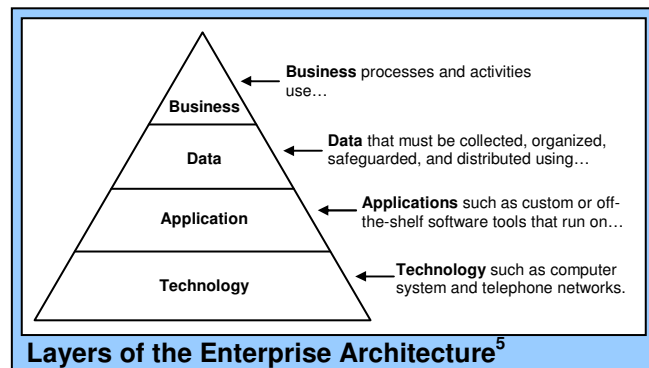 Business
Business processes and activities
use…
Data
Data that must be collected, organized,
safeguarded, and distributed using…
Application
Applications such as custom or off-
the-shelf software tools that run on…
Technology
Technology such as computer
system and telephone networks.
Layers of the Enterprise Architecture5